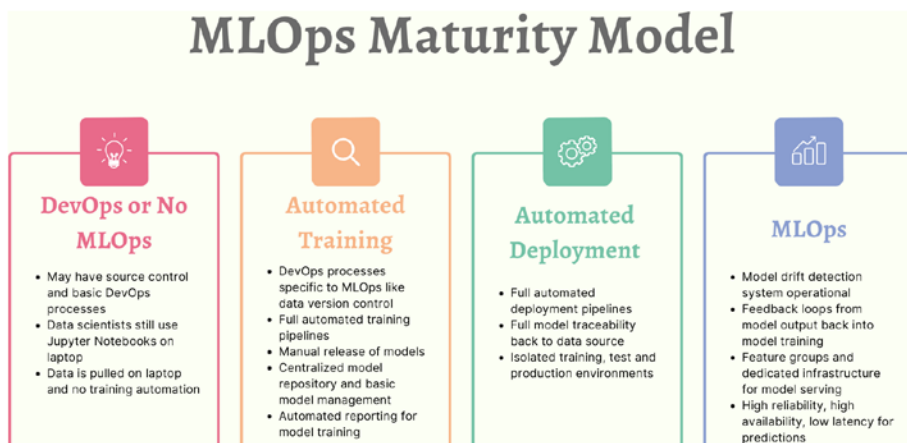 MLOps Maturity Model
DevOps or No
MLOps
• May have source control
and basic DevOps
processes
• Data scientists still use
Jupyter Notebooks on
laptop
• Data is pulled on laptop
and no training automation
Automated
Training
• DevOps processes
specific to MLOps like
data version control
• Full automated training
pipelines
• Manual release of models
• Centralized model
repository and basic
model management
• Automated reporting for
model training
Automated
Deployment
• Full automated
deployment pipelines
• Full model traceability
back to data source
• Isolated training, test and
production environments
MLOps
• Model drift detection
system operational
• Feedback loops from
model output back into
model training
• Feature groups and
dedicated infrastructure
for model serving
• High reliability, high
availability, low latency for
predictions